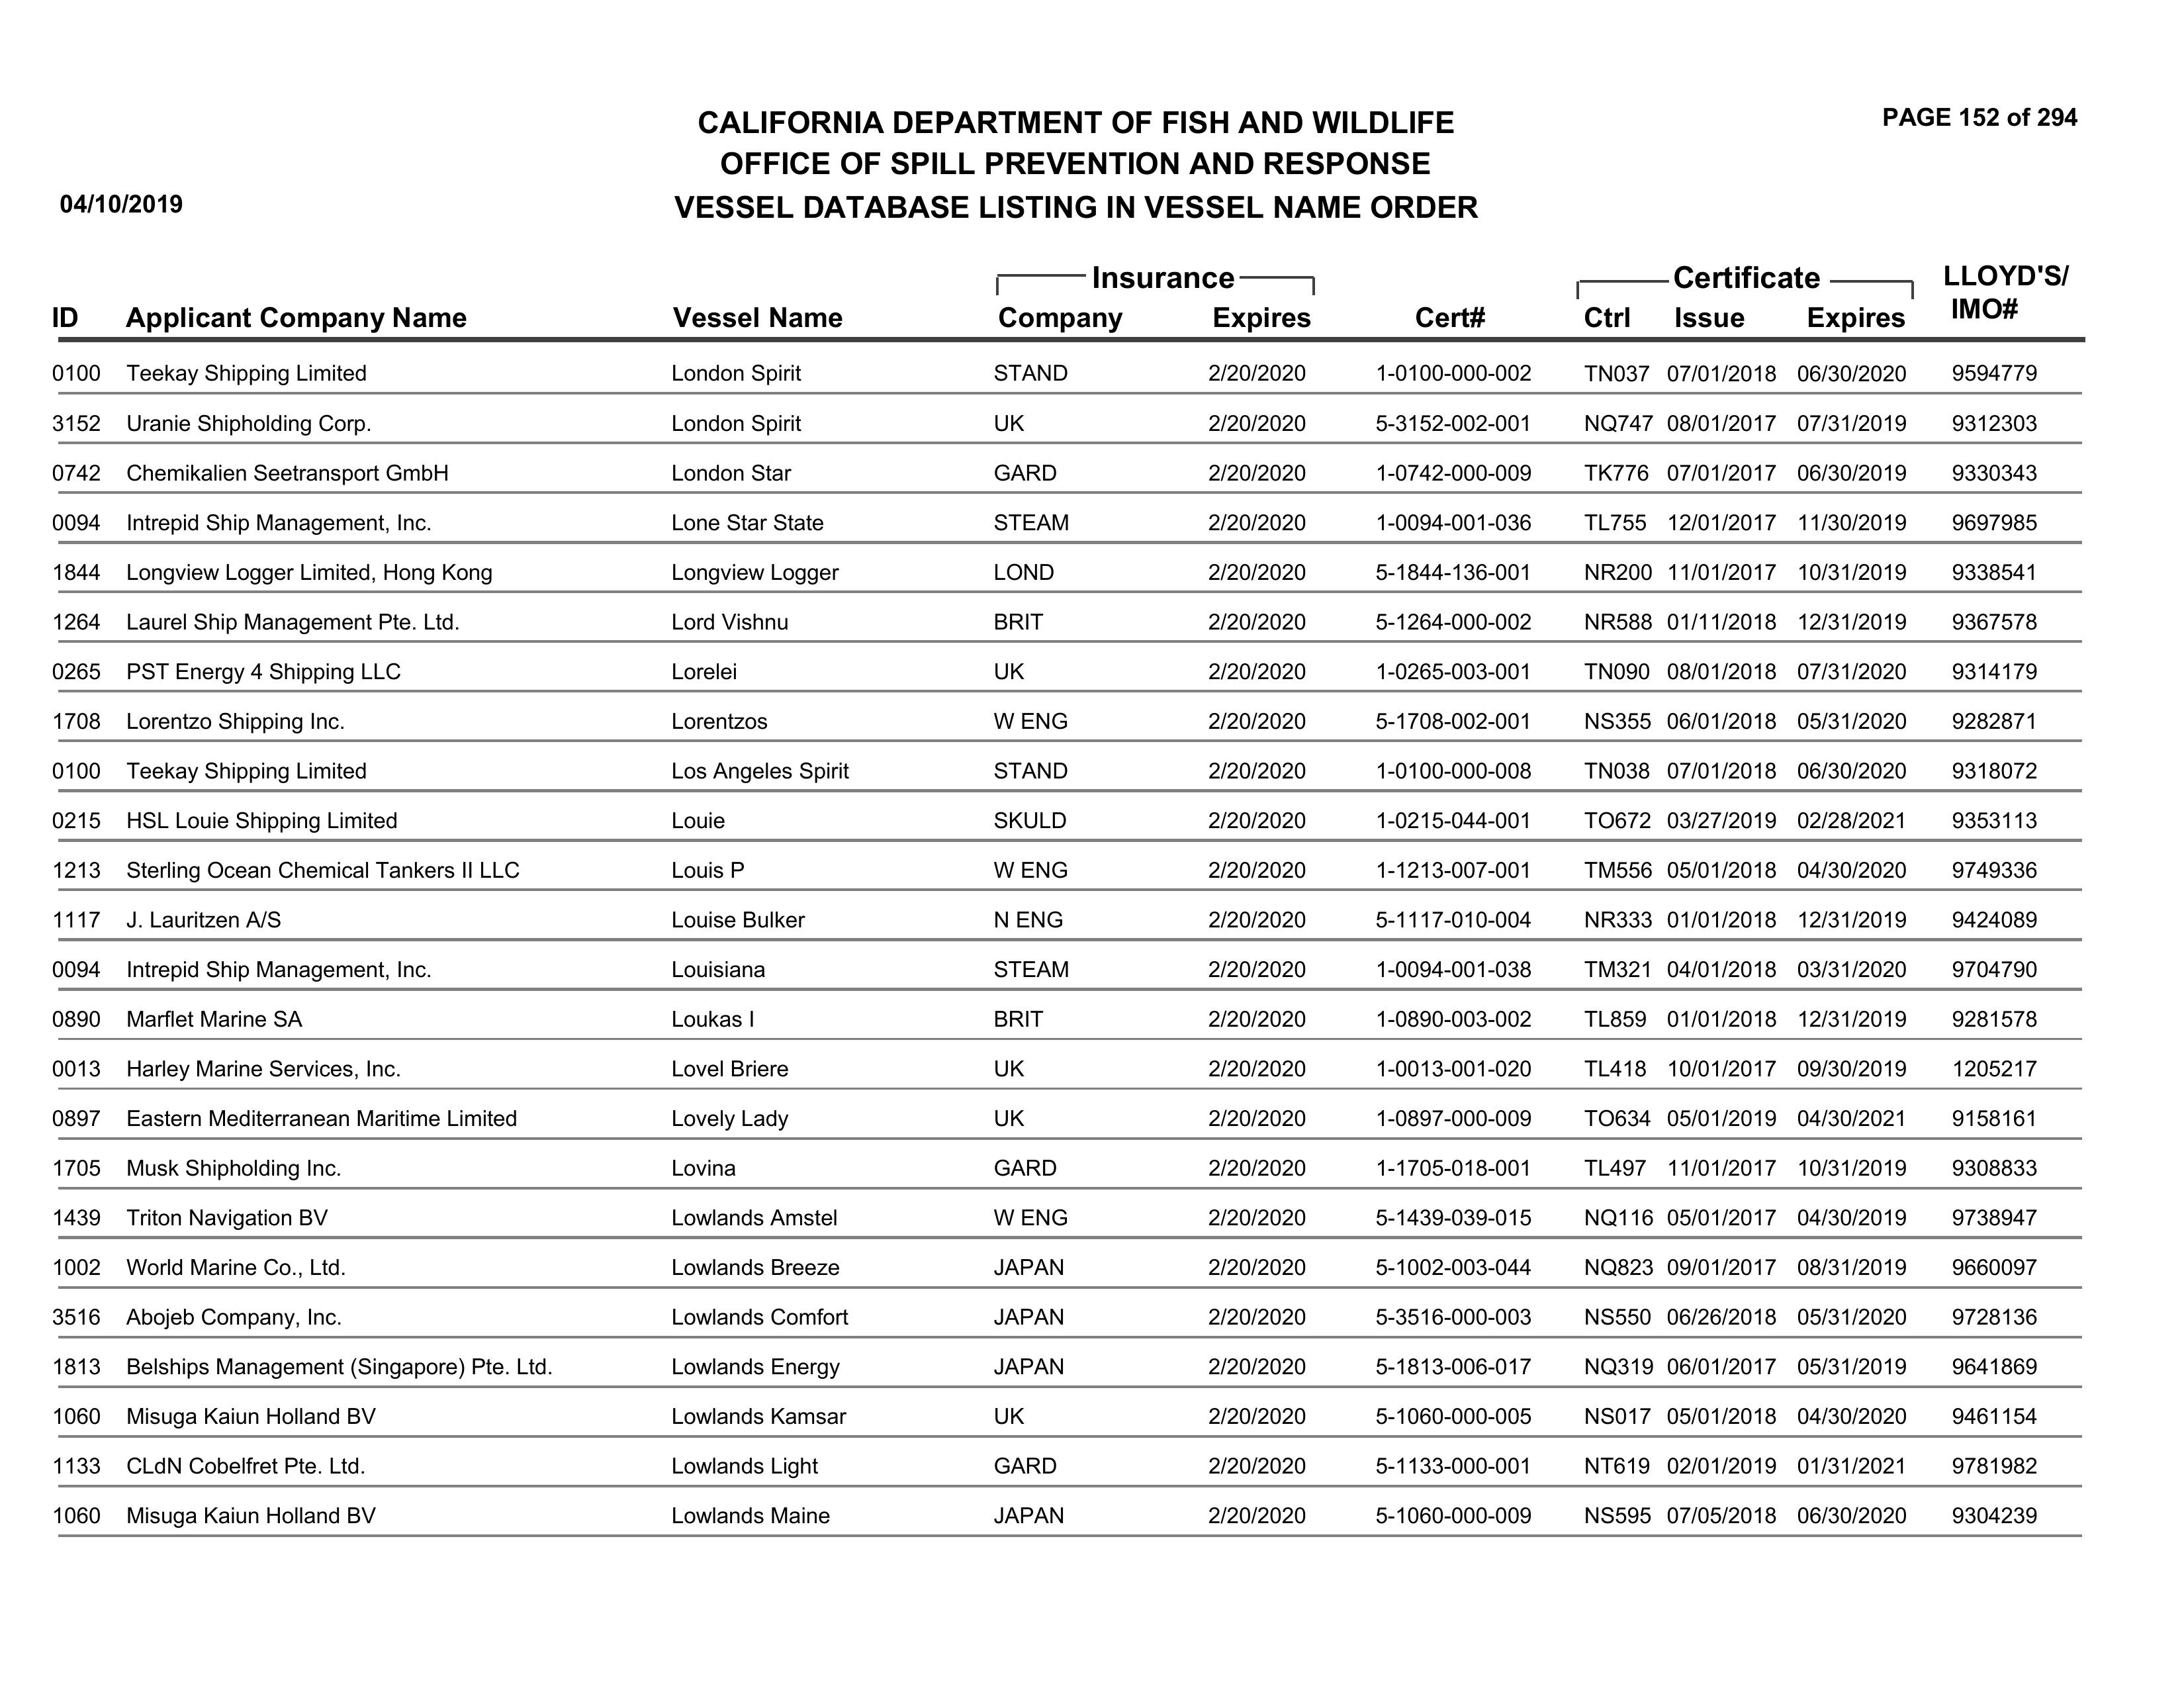 PAGE 152 of 294
CALIFORNIA DEPARTMENT OF FISH AND WILDLIFE
OFFICE OF SPILL PREVENTION AND RESPONSE
04/10/2019 VESSEL DATABASE LISTING IN VESSEL NAME ORDER
Insurance Certificate LLOYD'S/
ID Applicant Company Name Vessel Name Company Expires Cert# Ctrl Issue Expires IMO#
0100 Teekay Shipping Limited London Spirit STAND 2/20/2020 1-0100-000-002 TN037 07/01/2018 06/30/2020 9594779
3152 Uranie Shipholding Corp. London Spirit UK 2/20/2020 5-3152-002-001 NQ747 08/01/2017 07/31/2019 9312303
0742 Chemikalien Seetransport GmbH London Star GARD 2/20/2020 1-0742-000-009 TK776 07/01/2017 06/30/2019 9330343
0094 Intrepid Ship Management, Inc. Lone Star State STEAM 2/20/2020 1-0094-001-036 TL755 12/01/2017 11/30/2019 9697985
1844 Longview Logger Limited, Hong Kong Longview Logger LOND 2/20/2020 5-1844-136-001 NR200 11/01/2017 10/31/2019 9338541
1264 Laurel Ship Management Pte. Ltd. Lord Vishnu BRIT 2/20/2020 5-1264-000-002 NR588 01/11/2018 12/31/2019 9367578
0265 PST Energy 4 Shipping LLC Lorelei UK 2/20/2020 1-0265-003-001 TN090 08/01/2018 07/31/2020 9314179
1708 Lorentzo Shipping Inc. Lorentzos W ENG 2/20/2020 5-1708-002-001 NS355 06/01/2018 05/31/2020 9282871
0100 Teekay Shipping Limited Los Angeles Spirit STAND 2/20/2020 1-0100-000-008 TN038 07/01/2018 06/30/2020 9318072
0215 HSL Louie Shipping Limited Louie SKULD 2/20/2020 1-0215-044-001 TO672 03/27/2019 02/28/2021 9353113
1213 Sterling Ocean Chemical Tankers II LLC Louis P W ENG 2/20/2020 1-1213-007-001 TM556 05/01/2018 04/30/2020 9749336
1117 J. Lauritzen A/S Louise Bulker N ENG 2/20/2020 5-1117-010-004 NR333 01/01/2018 12/31/2019 9424089
0094 Intrepid Ship Management, Inc. Louisiana STEAM 2/20/2020 1-0094-001-038 TM321 04/01/2018 03/31/2020 9704790
0890 Marflet Marine SA Loukas I BRIT 2/20/2020 1-0890-003-002 TL859 01/01/2018 12/31/2019 9281578
0013 Harley Marine Services, Inc. Lovel Briere UK 2/20/2020 1-0013-001-020 TL418 10/01/2017 09/30/2019 1205217
0897 Eastern Mediterranean Maritime Limited Lovely Lady UK 2/20/2020 1-0897-000-009 TO634 05/01/2019 04/30/2021 9158161
1705 Musk Shipholding Inc. Lovina GARD 2/20/2020 1-1705-018-001 TL497 11/01/2017 10/31/2019 9308833
1439 Triton Navigation BV Lowlands Amstel W ENG 2/20/2020 5-1439-039-015 NQ116 05/01/2017 04/30/2019 9738947
1002 World Marine Co., Ltd. Lowlands Breeze JAPAN 2/20/2020 5-1002-003-044 NQ823 09/01/2017 08/31/2019 9660097
3516 Abojeb Company, Inc. Lowlands Comfort JAPAN 2/20/2020 5-3516-000-003 NS550 06/26/2018 05/31/2020 9728136
1813 Belships Management (Singapore) Pte. Ltd. Lowlands Energy JAPAN 2/20/2020 5-1813-006-017 NQ319 06/01/2017 05/31/2019 9641869
1060 Misuga Kaiun Holland BV Lowlands Kamsar UK 2/20/2020 5-1060-000-005 NS017 05/01/2018 04/30/2020 9461154
1133 CLdN Cobelfret Pte. Ltd. Lowlands Light GARD 2/20/2020 5-1133-000-001 NT619 02/01/2019 01/31/2021 9781982
1060 Misuga Kaiun Holland BV Lowlands Maine JAPAN 2/20/2020 5-1060-000-009 NS595 07/05/2018 06/30/2020 9304239